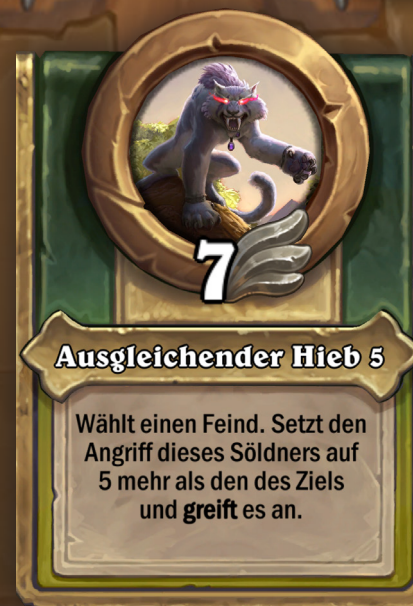 7
Ausgleichender Hieb 5
Wählt einen Feind. Setzt den
Angriff dieses Söldners auf
5 mehr als den des Ziels
und greift es an.